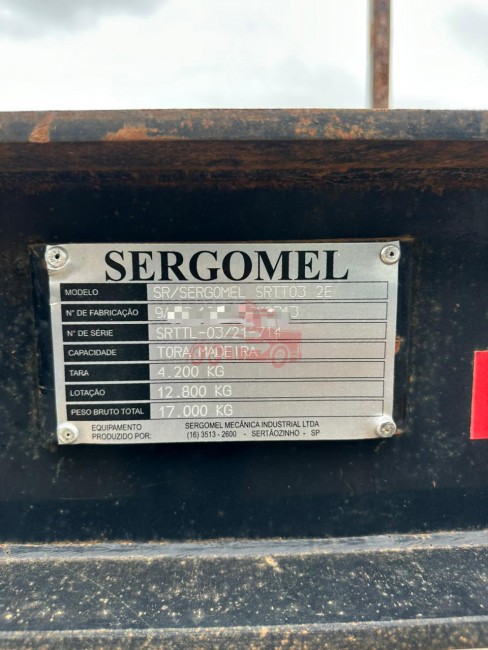 SERGOMEL
MODELO SR/SERGOMEL SRTT03 2E
N° DE FABRICAÇÃO
N° DE SÉRIE SRTTL-03/21-714
CAPACIDADE TORA MADEIRA
TARA 4.200 KG
LOTAÇÃO 12.800 KG
PESO BRUTO TOTAL 17.000 KG
EQUIPAMENTO PRODUZIDO POR: SERGOMEL MECÂNICA INDUSTRIAL LTDA
(16) 3513 - 2600 - SERTÃOZINHO - SP